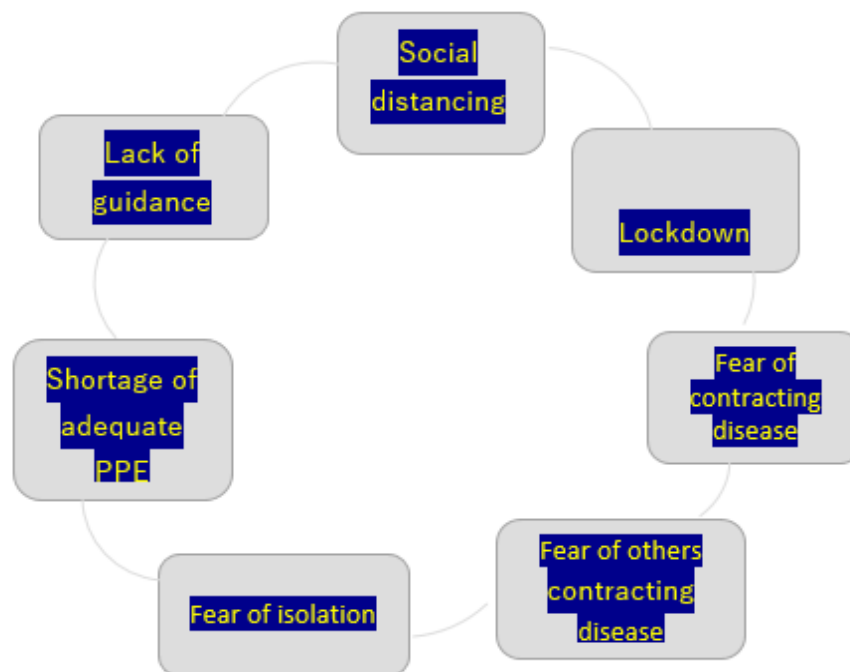 Social
distancing
Lockdown
Fear of
contracting
disease
Fear of others
contracting
disease
Fear of isolation
Shortage of
adequate
PPE
Lack of
guidance